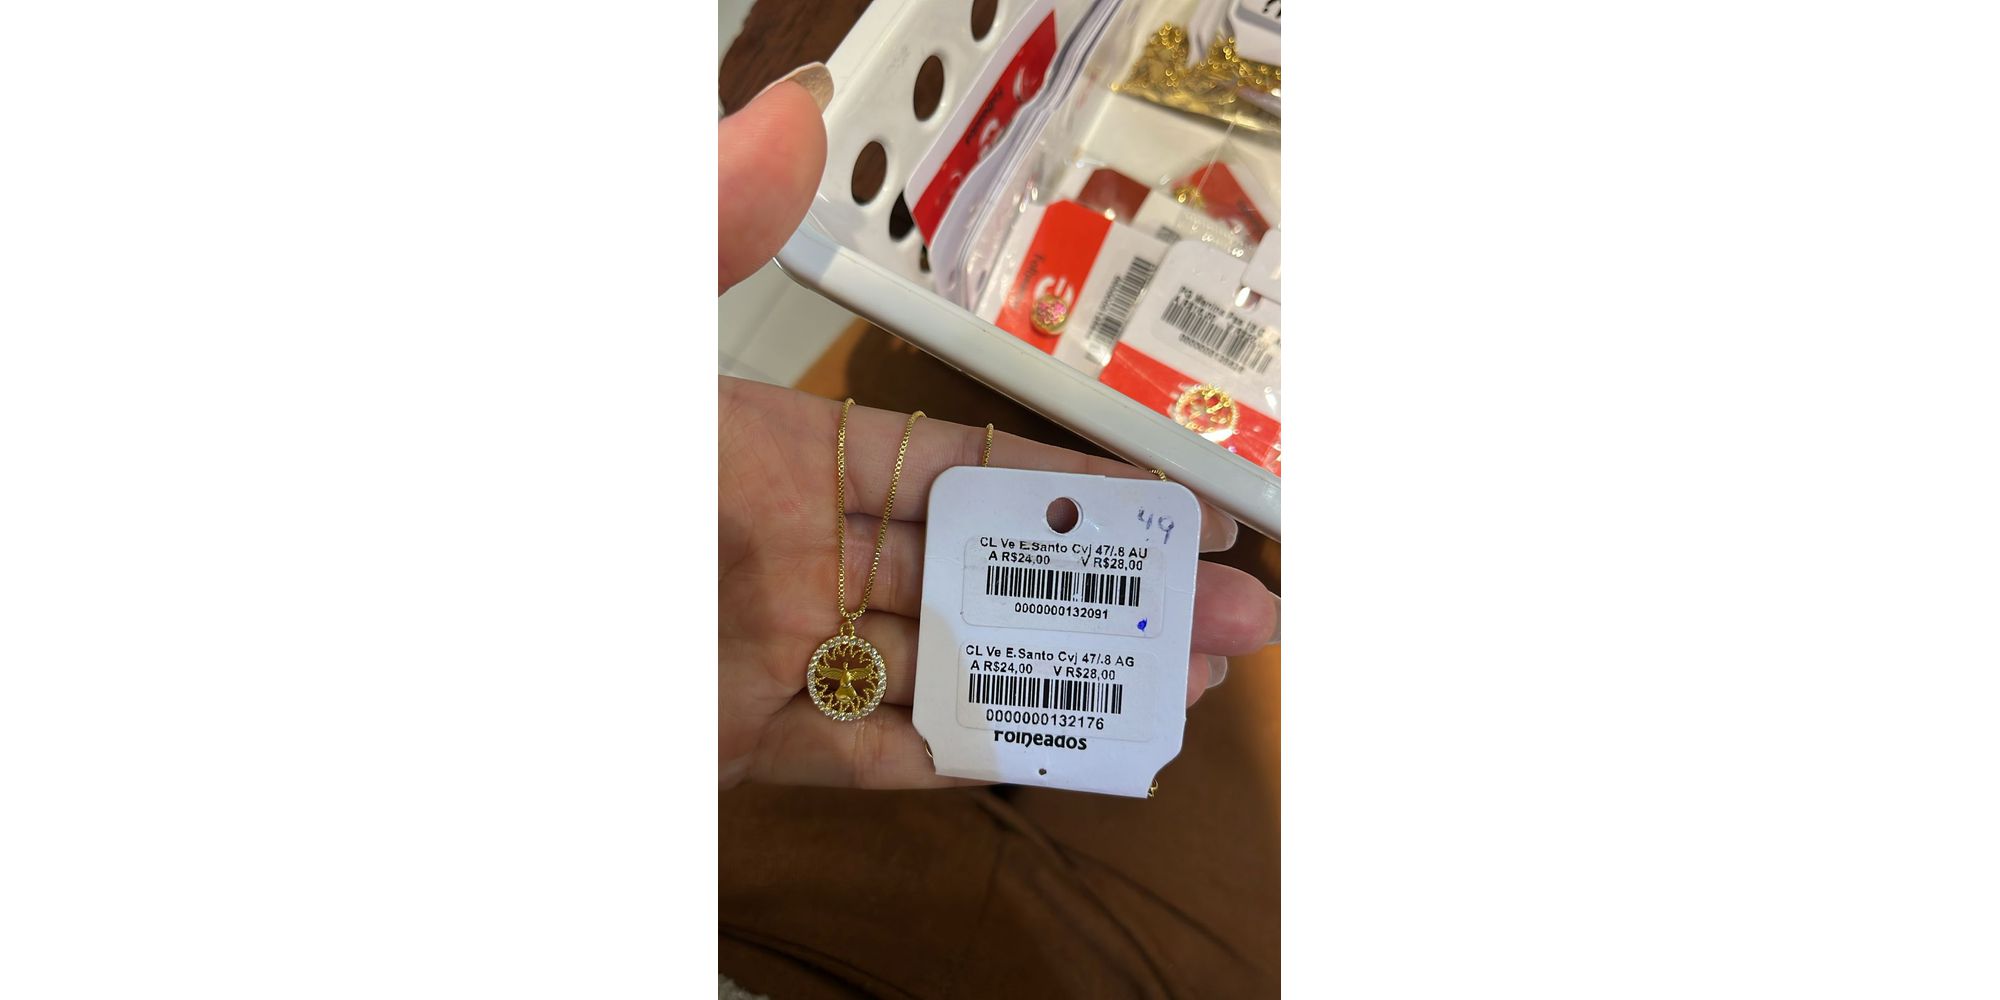 49
CL Ve E.Santo Cvj 47/.8 AU
A R$24,00 V R$28,00
0000000132091
CL Ve E.Santo Cvj 47/.8 AG
A R$24,00 V R$28,00
0000000132176
folheados